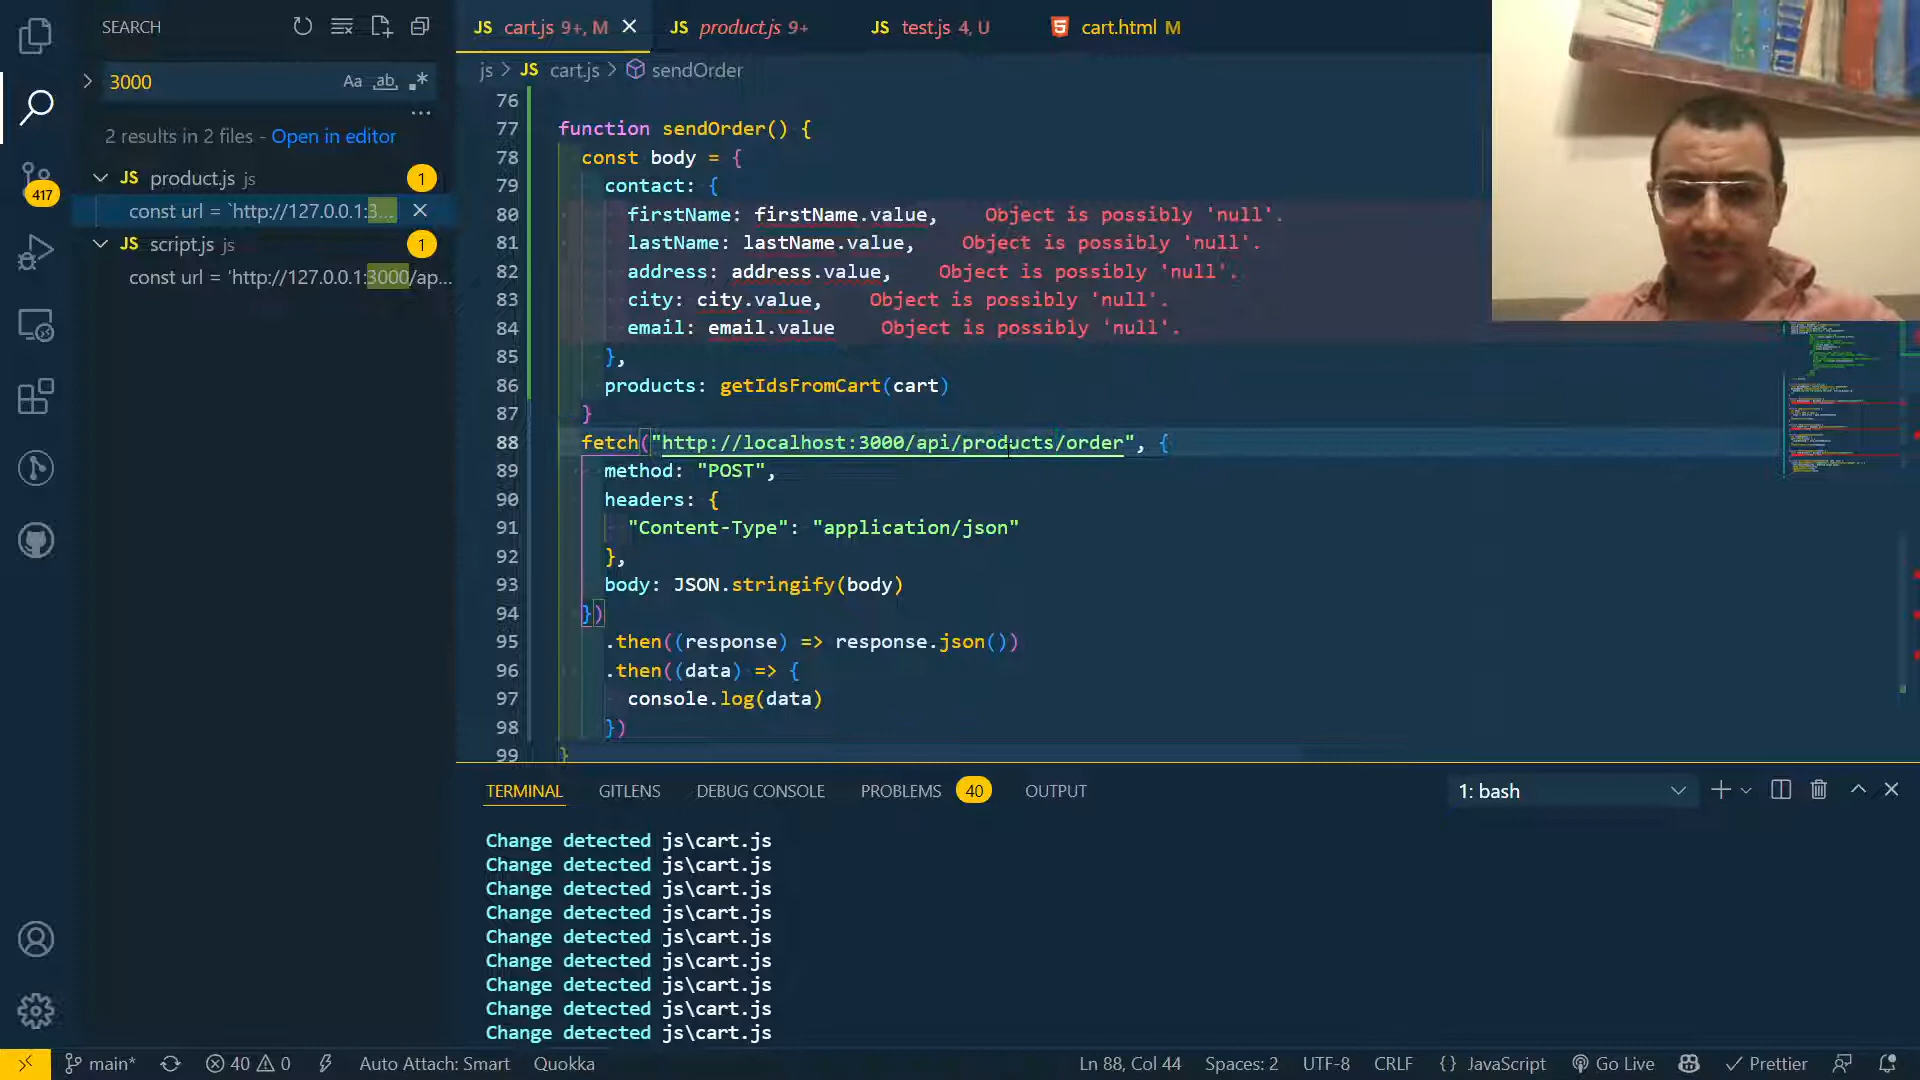 SEARCH
3000
Aa ab .*
2 results in 2 files - Open in editor
JS product.js js 1
const url = `http://127.0.0.1:3...
JS script.js js 1
const url = 'http://127.0.0.1:3000/ap...
417
JS cart.js 9+, M
JS product.js 9+
JS test.js 4, U
cart.html M
js > JS cart.js > sendOrder
76
77 function sendOrder() {
78 const body = {
79 contact: {
80 firstName: firstName.value, Object is possibly 'null'.
81 lastName: lastName.value, Object is possibly 'null'.
82 address: address.value, Object is possibly 'null'.
83 city: city.value, Object is possibly 'null'.
84 email: email.value Object is possibly 'null'.
85 },
86 products: getIdsFromCart(cart)
87 }
88 fetch("http://localhost:3000/api/products/order", {
89 method: "POST",
90 headers: {
91 "Content-Type": "application/json"
92 },
93 body: JSON.stringify(body)
94 })
95 .then((response) => response.json())
96 .then((data) => {
97 console.log(data)
98 })
99 }
TERMINAL GITLENS DEBUG CONSOLE PROBLEMS 40 OUTPUT 1: bash
Change detected js\cart.js
Change detected js\cart.js
Change detected js\cart.js
Change detected js\cart.js
Change detected js\cart.js
Change detected js\cart.js
Change detected js\cart.js
Change detected js\cart.js
Change detected js\cart.js
main* 40 0 Auto Attach: Smart Quokka Ln 88, Col 44 Spaces: 2 UTF-8 CRLF {} JavaScript Go Live Prettier